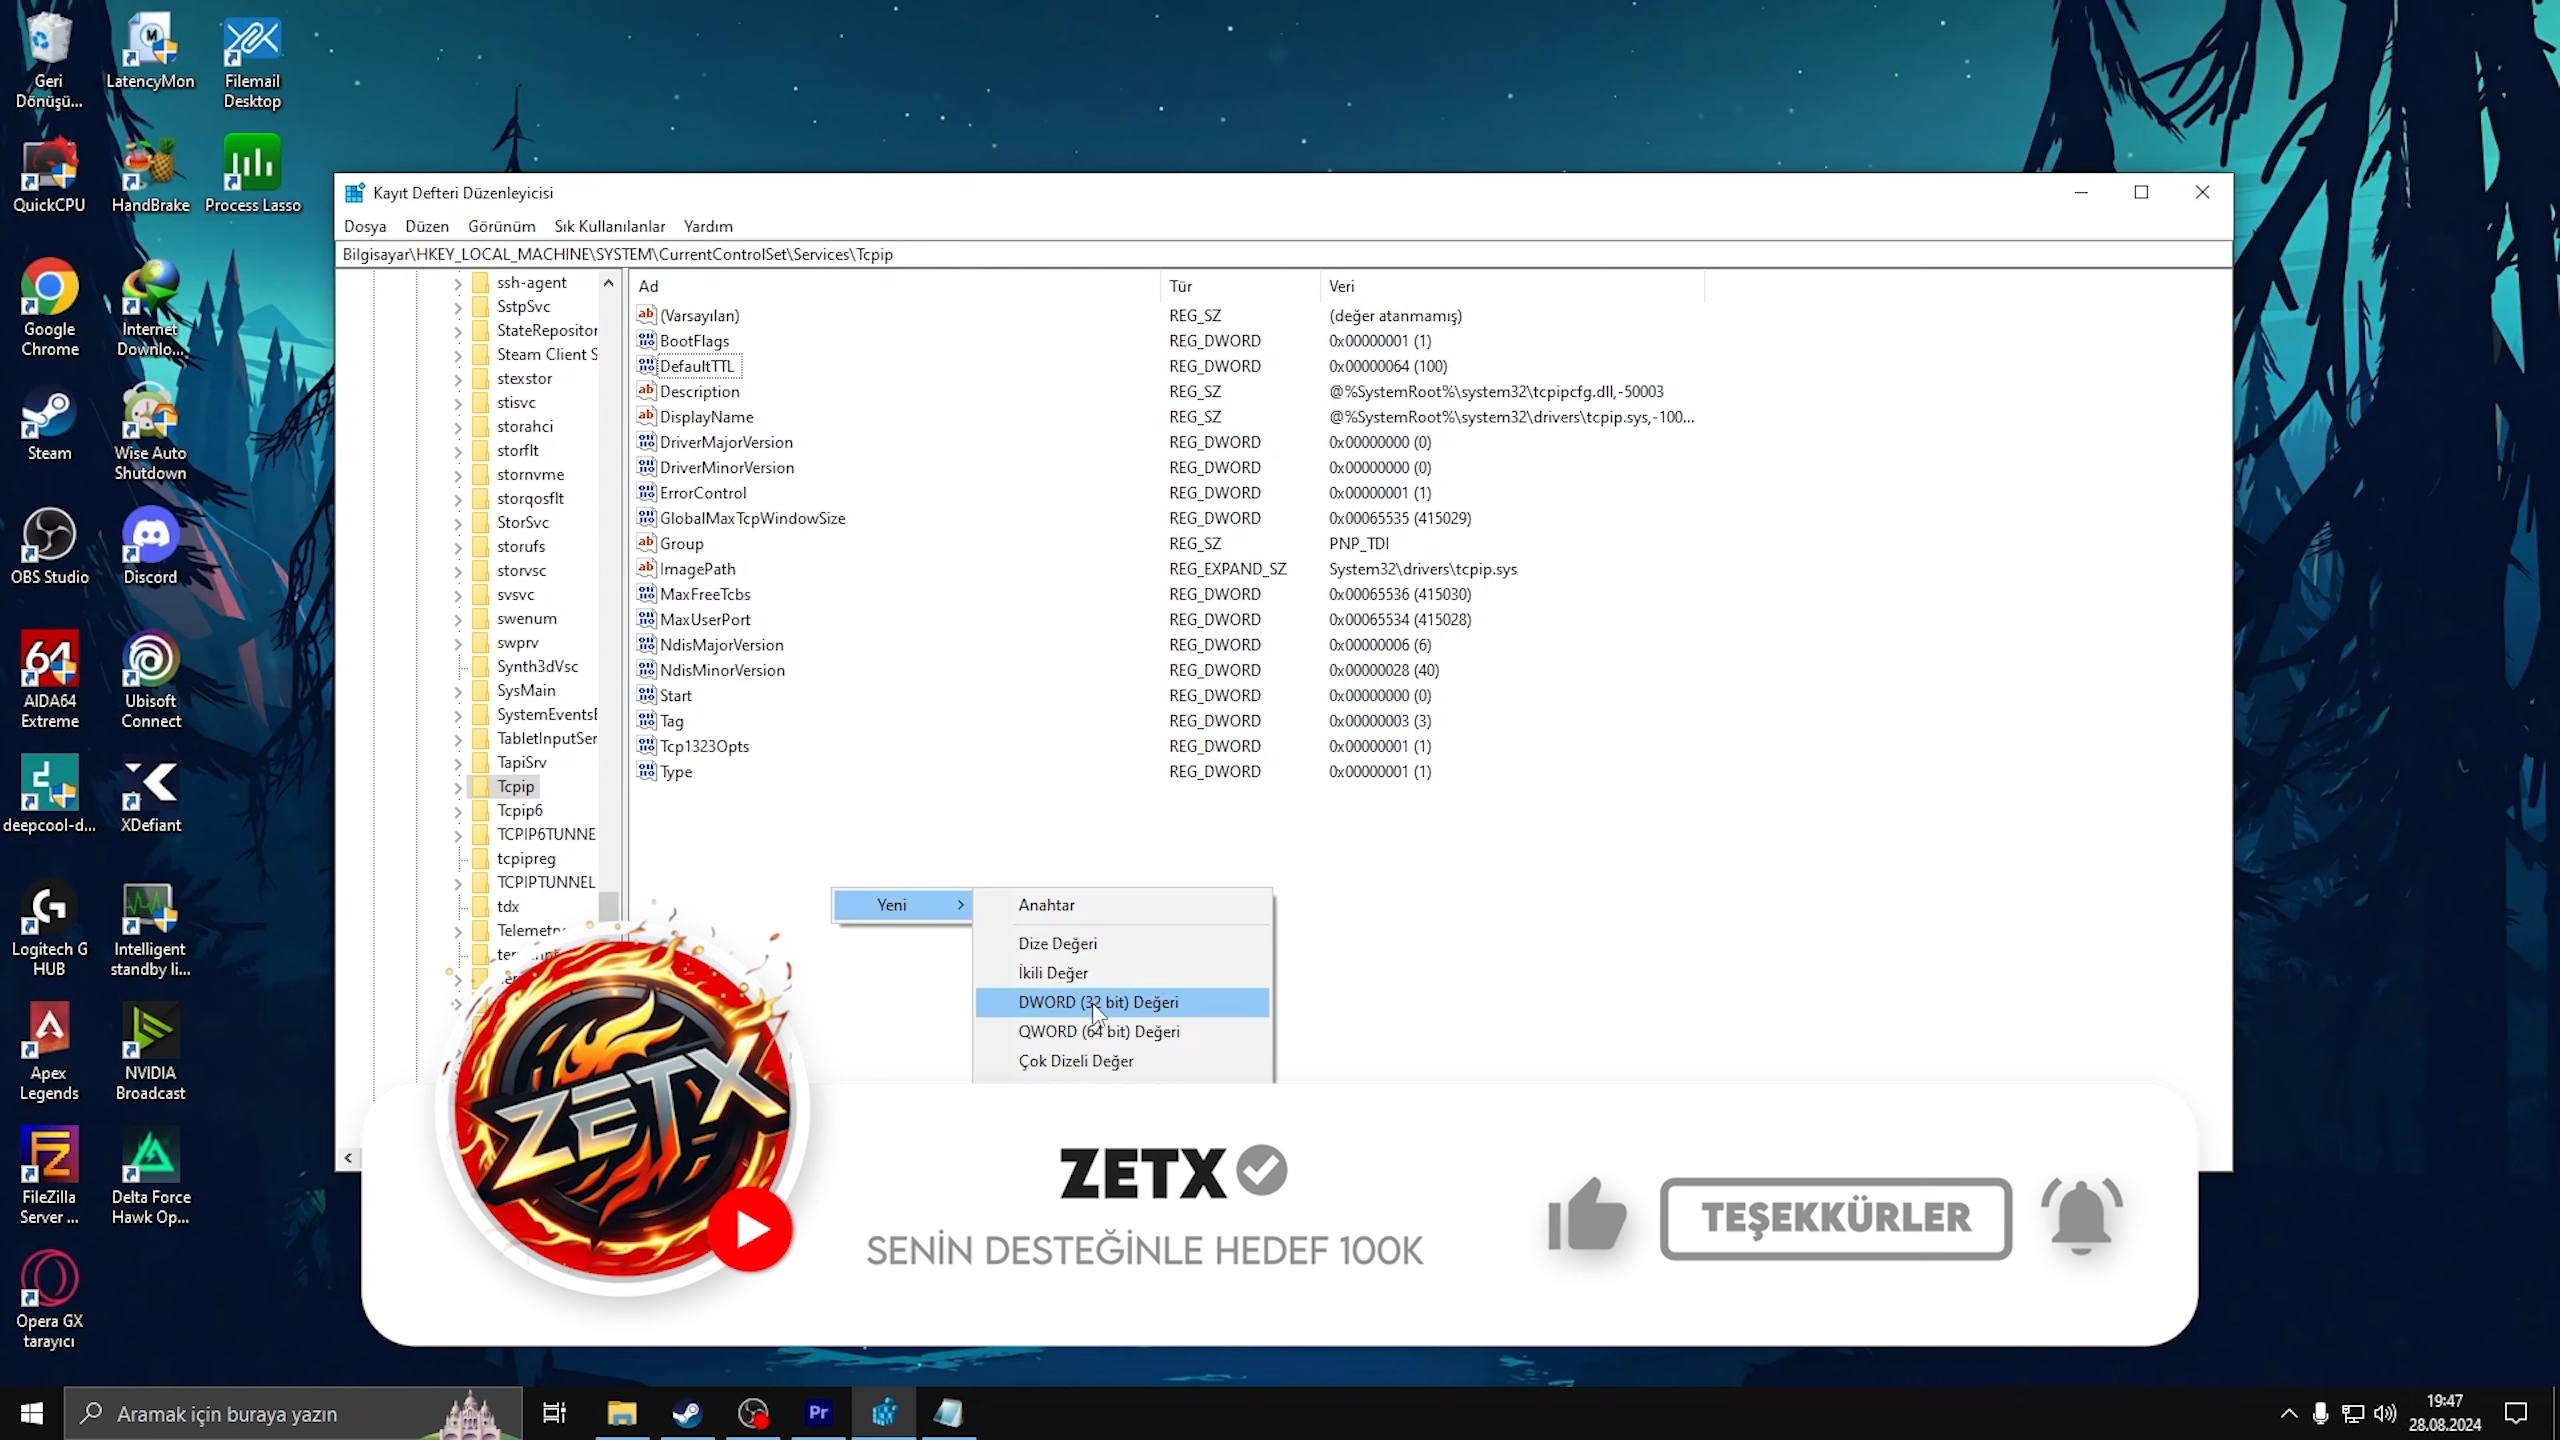 Geri
Dönüşü...
LatencyMon
Filemail
Desktop
QuickCPU
HandBrake
Process Lasso
Google
Chrome
Internet
Downlo...
Steam
Wise Auto
Shutdown
OBS Studio
Discord
AIDA64
Extreme
Ubisoft
Connect
deepcool-d...
XDefiant
Logitech G
HUB
Intelligent
standby li...
Apex
Legends
NVIDIA
Broadcast
FileZilla
Server ...
Delta Force
Hawk Op...
Opera GX
tarayıcı
Kayıt Defteri Düzenleyicisi
Dosya Düzen Görünüm Sık Kullanılanlar Yardım
Bilgisayar\HKEY_LOCAL_MACHINE\SYSTEM\CurrentControlSet\Services\Tcpip
ssh-agent
SstpSvc
StateRepositor
Steam Client S
stexstor
stisvc
storahci
storflt
stornvme
storqosflt
StorSvc
storufs
storvsc
svsvc
swenum
swprv
Synth3dVsc
SysMain
SystemEventsE
TabletInputSer
TapiSrv
Tcpip
Tcpip6
TCPIP6TUNNE
tcpipreg
TCPIPTUNNEL
tdx
Ad Tür Veri
(Varsayılan) REG_SZ (değer atanmamış)
BootFlags REG_DWORD 0x00000001 (1)
DefaultTTL REG_DWORD 0x00000064 (100)
Description REG_SZ @%SystemRoot%\system32\tcpipcfg.dll,-50003
DisplayName REG_SZ @%SystemRoot%\system32\drivers\tcpip.sys,-100...
DriverMajorVersion REG_DWORD 0x00000000 (0)
DriverMinorVersion REG_DWORD 0x00000000 (0)
ErrorControl REG_DWORD 0x00000001 (1)
GlobalMaxTcpWindowSize REG_DWORD 0x00065535 (415029)
Group REG_SZ PNP_TDI
ImagePath REG_EXPAND_SZ System32\drivers\tcpip.sys
MaxFreeTcbs REG_DWORD 0x00065536 (415030)
MaxUserPort REG_DWORD 0x00065534 (415028)
NdisMajorVersion REG_DWORD 0x00000006 (6)
NdisMinorVersion REG_DWORD 0x00000028 (40)
Start REG_DWORD 0x00000000 (0)
Tag REG_DWORD 0x00000003 (3)
Tcp1323Opts REG_DWORD 0x00000001 (1)
Type REG_DWORD 0x00000001 (1)
Yeni
Anahtar
Dize Değeri
İkili Değer
DWORD (32 bit) Değeri
QWORD (64 bit) Değeri
Çok Dizeli Değer
ZETX
ZETX
SENİN DESTEĞİNLE HEDEF 100K
TEŞEKKÜRLER
Aramak için buraya yazın
Pr
19:47
28.08.2024